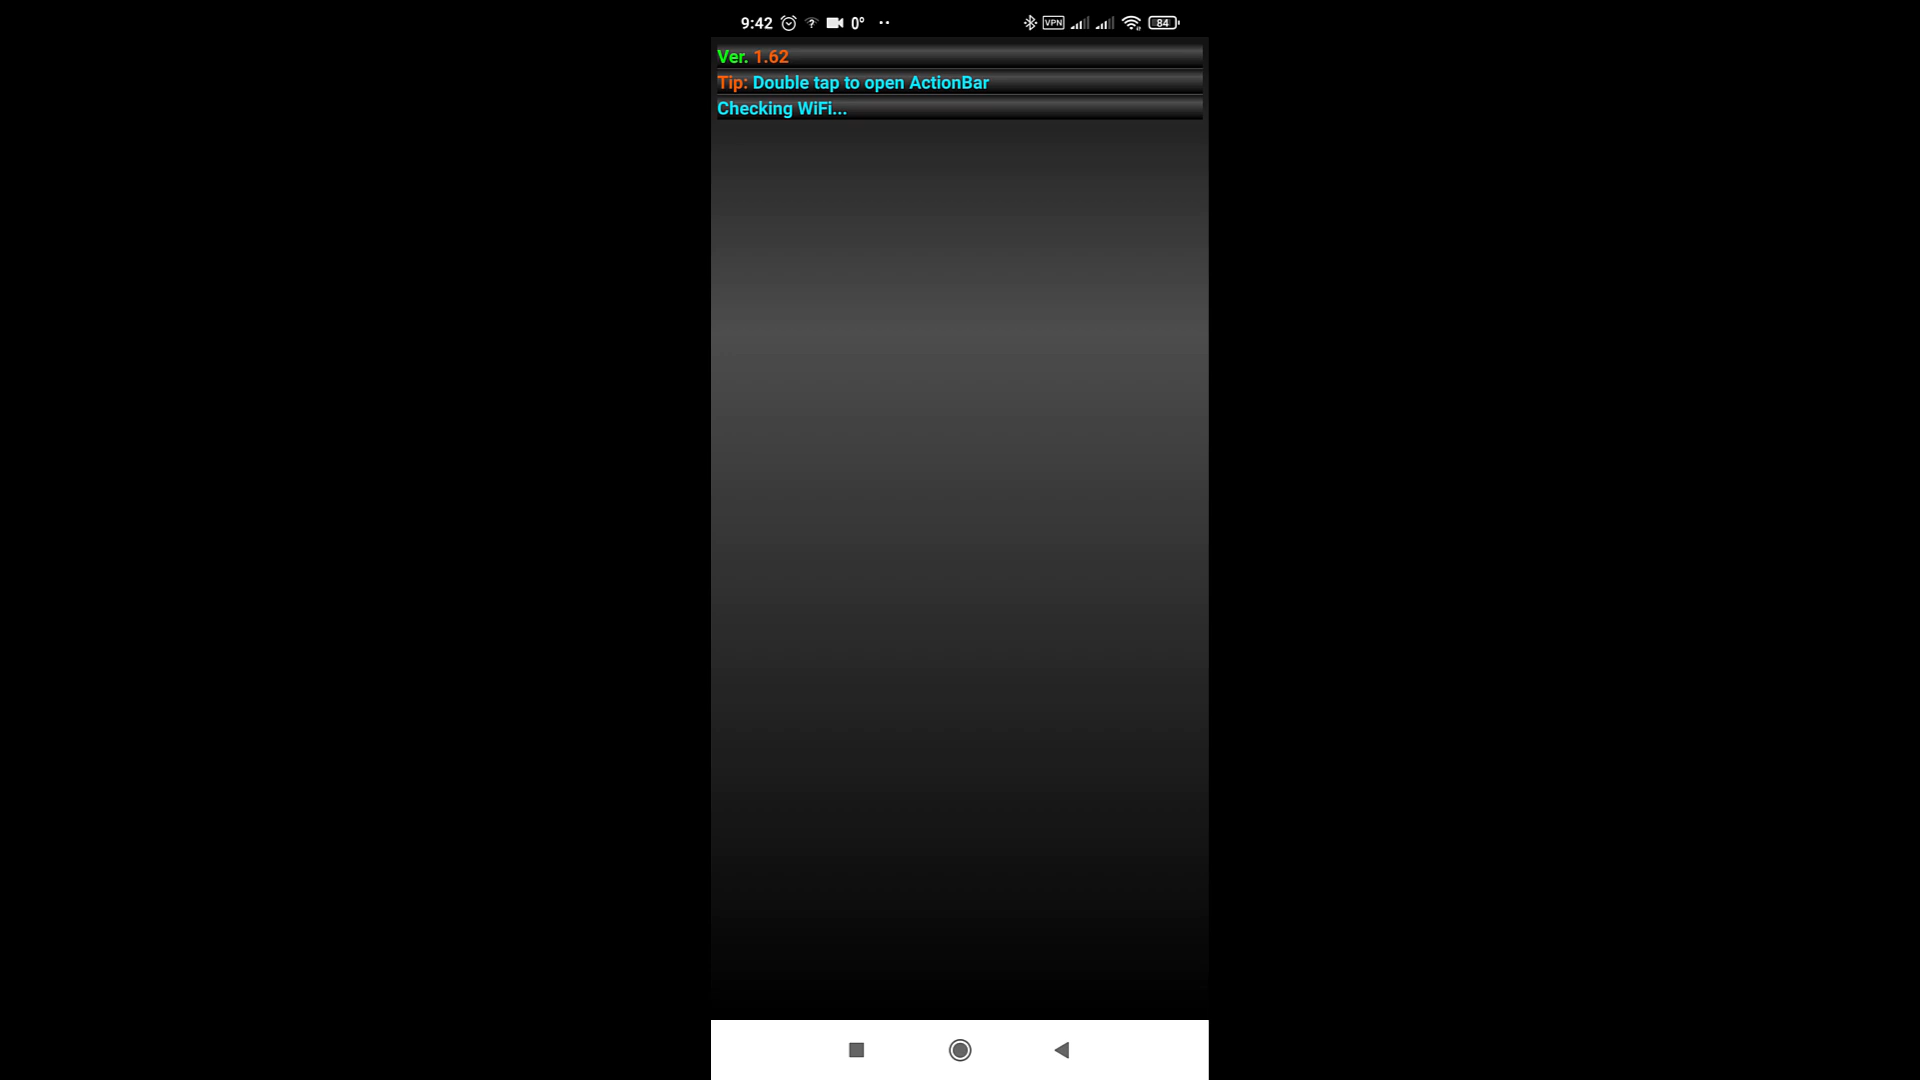 9:42 ? 0° VPN 84
Ver. 1.62
Tip: Double tap to open ActionBar
Checking WiFi...